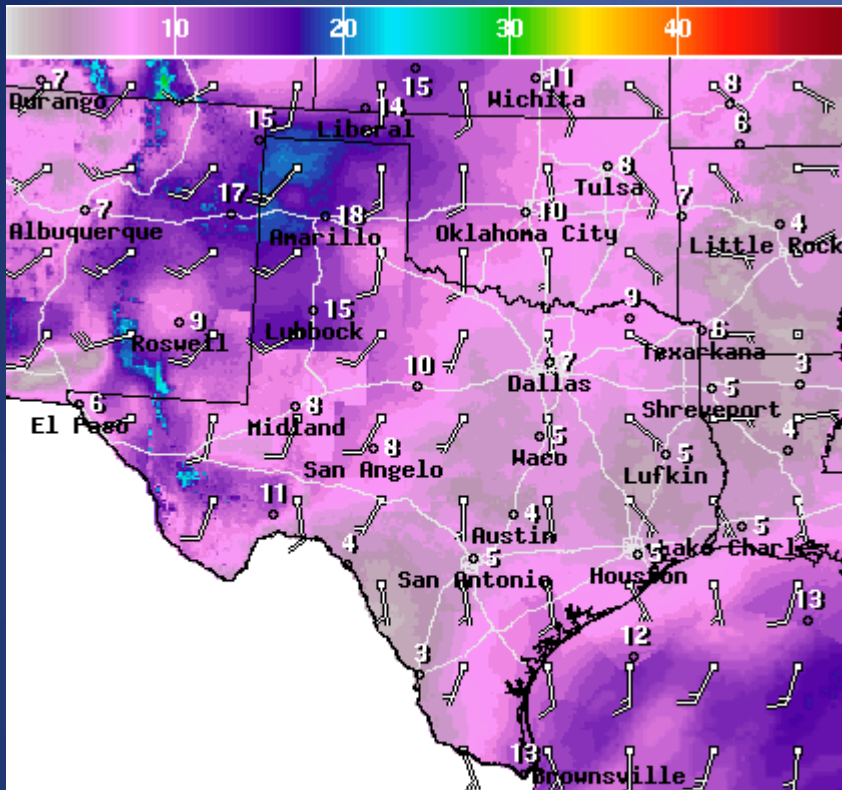 10 20 30 40
7 15 11 8
Durango Wichita
15 14 6
Liberal
8
Tulsa
7 17 18 10 7 4
Albuquerque Amarillo Oklahoma City Little Rock
9 15 9 6
Roswell Lubbock Texarkana
10 7 5 3
Dallas
6 8 Shreveport
El Paso Midland
8 5 5 4
San Angelo Waco Lufkin
11 4 5
Austin
4 5 5 Lake Charles
San Antonio Houston
13
12
3
13
Brownsville